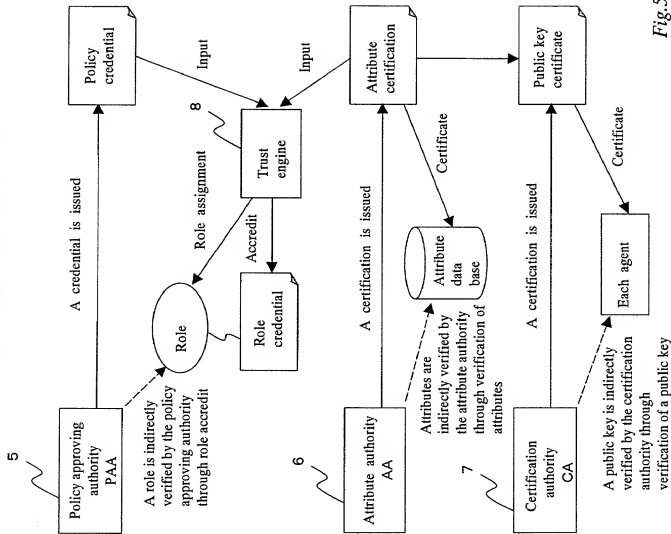 5
Policy approving
authority
PAA
A credential is issued
Policy
credential
A role is indirectly
verified by the policy
approving authority
through role accredit
Role
Role assignment
Trust
engine
8
Input
Accredit
Role
credential
Input
6
Attribute authority
AA
A certification is issued
Attribute
certification
Attributes are
indirectly verified by
the attribute authority
through verification of
attributes
Attribute
data
base
Certificate
7
Certification
authority
CA
A certification is issued
Public key
certificate
A public key is indirectly
verified by the certification
authority through
verification of a public key
Each agent
Certificate
Fig.5